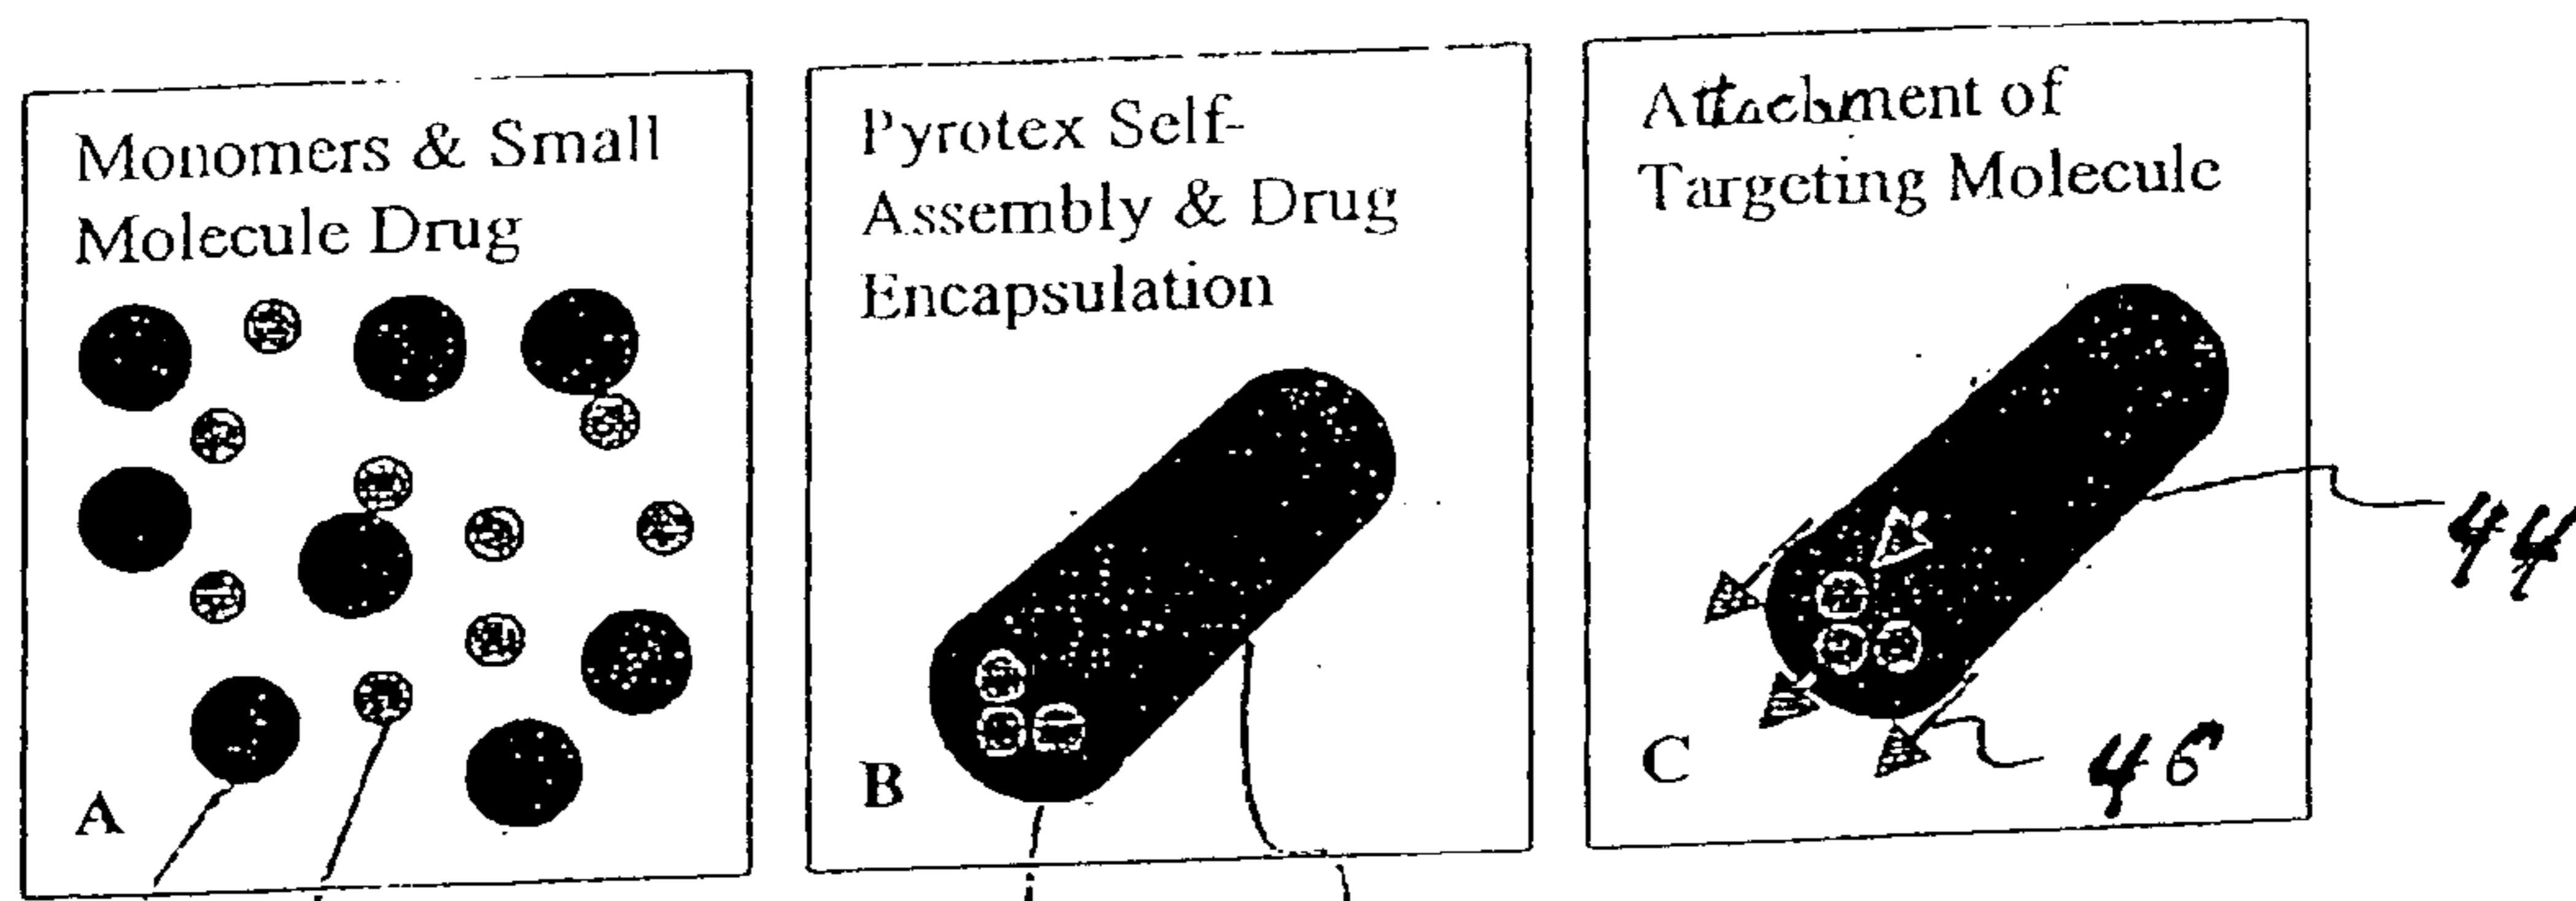 Monomers & Small
Molecule Drug
A
Pyrotex Self-
Assembly & Drug
Encapsulation
B
Attachment of
Targeting Molecule
C
44
46